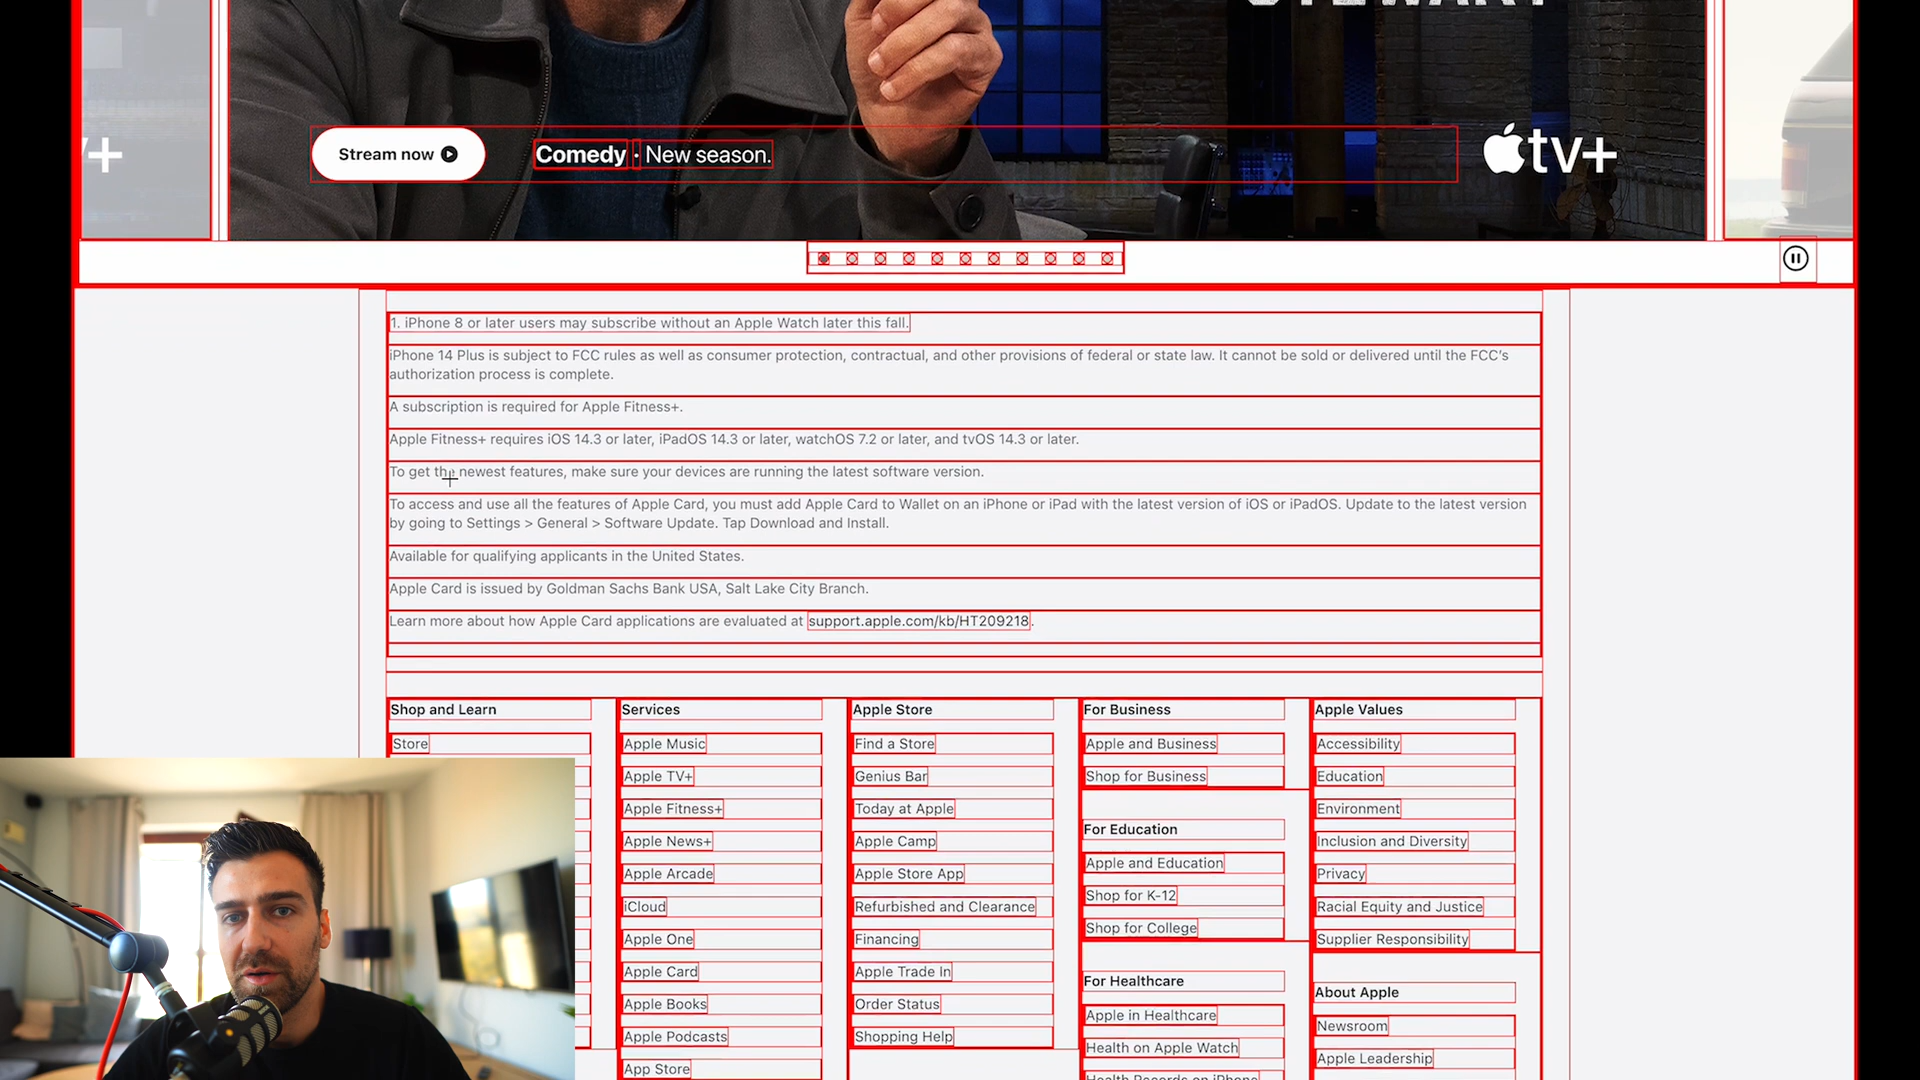 STEWART
Stream now
Comedy · New season.
tv+
1. iPhone 8 or later users may subscribe without an Apple Watch later this fall.
iPhone 14 Plus is subject to FCC rules as well as consumer protection, contractual, and other provisions of federal or state law. It cannot be sold or delivered until the FCC's
authorization process is complete.
A subscription is required for Apple Fitness+.
Apple Fitness+ requires iOS 14.3 or later, iPadOS 14.3 or later, watchOS 7.2 or later, and tvOS 14.3 or later.
To get the newest features, make sure your devices are running the latest software version.
To access and use all the features of Apple Card, you must add Apple Card to Wallet on an iPhone or iPad with the latest version of iOS or iPadOS. Update to the latest version
by going to Settings > General > Software Update. Tap Download and Install.
Available for qualifying applicants in the United States.
Apple Card is issued by Goldman Sachs Bank USA, Salt Lake City Branch.
Learn more about how Apple Card applications are evaluated at support.apple.com/kb/HT209218.
Shop and Learn
Store
Services
Apple Music
Apple TV+
Apple Fitness+
Apple News+
Apple Arcade
iCloud
Apple One
Apple Card
Apple Books
Apple Podcasts
App Store
Apple Store
Find a Store
Genius Bar
Today at Apple
Apple Camp
Apple Store App
Refurbished and Clearance
Financing
Apple Trade In
Order Status
Shopping Help
For Business
Apple and Business
Shop for Business
For Education
Apple and Education
Shop for K-12
Shop for College
For Healthcare
Apple in Healthcare
Health on Apple Watch
Health Records on iPhone
Apple Values
Accessibility
Education
Environment
Inclusion and Diversity
Privacy
Racial Equity and Justice
Supplier Responsibility
About Apple
Newsroom
Apple Leadership